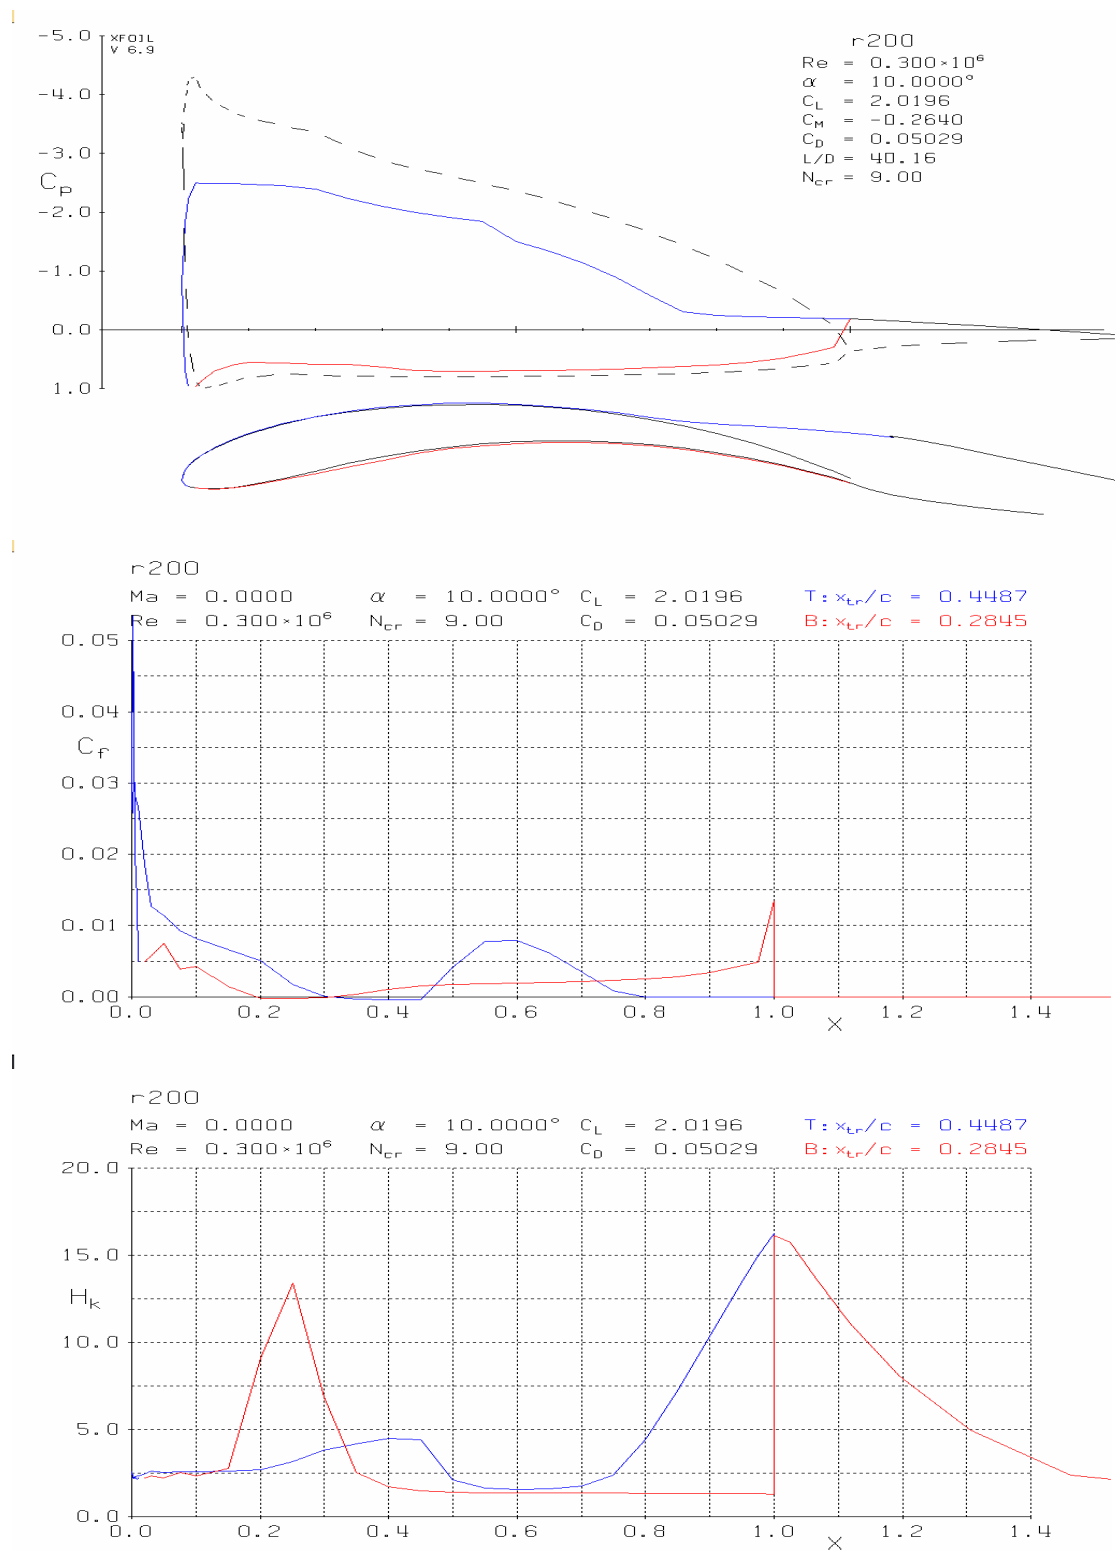 XFOIL
V 6.9
r200
Re = 0.300×10⁶
α = 10.0000°
C_L = 2.0196
C_M = -0.2640
C_D = 0.05029
L/D = 40.16
N_cr = 9.00
-5.0
-4.0
-3.0
C_p
-2.0
-1.0
0.0
1.0
r200
Ma = 0.0000 α = 10.0000° C_L = 2.0196 T: x_tr/c = 0.4487
Re = 0.300×10⁶ N_cr = 9.00 C_D = 0.05029 B: x_tr/c = 0.2845
0.05
0.04
C_f
0.03
0.02
0.01
0.00
0.0 0.2 0.4 0.6 0.8 1.0 X 1.2 1.4
r200
Ma = 0.0000 α = 10.0000° C_L = 2.0196 T: x_tr/c = 0.4487
Re = 0.300×10⁶ N_cr = 9.00 C_D = 0.05029 B: x_tr/c = 0.2845
20.0
15.0
H_k
10.0
5.0
0.0
0.0 0.2 0.4 0.6 0.8 1.0 X 1.2 1.4